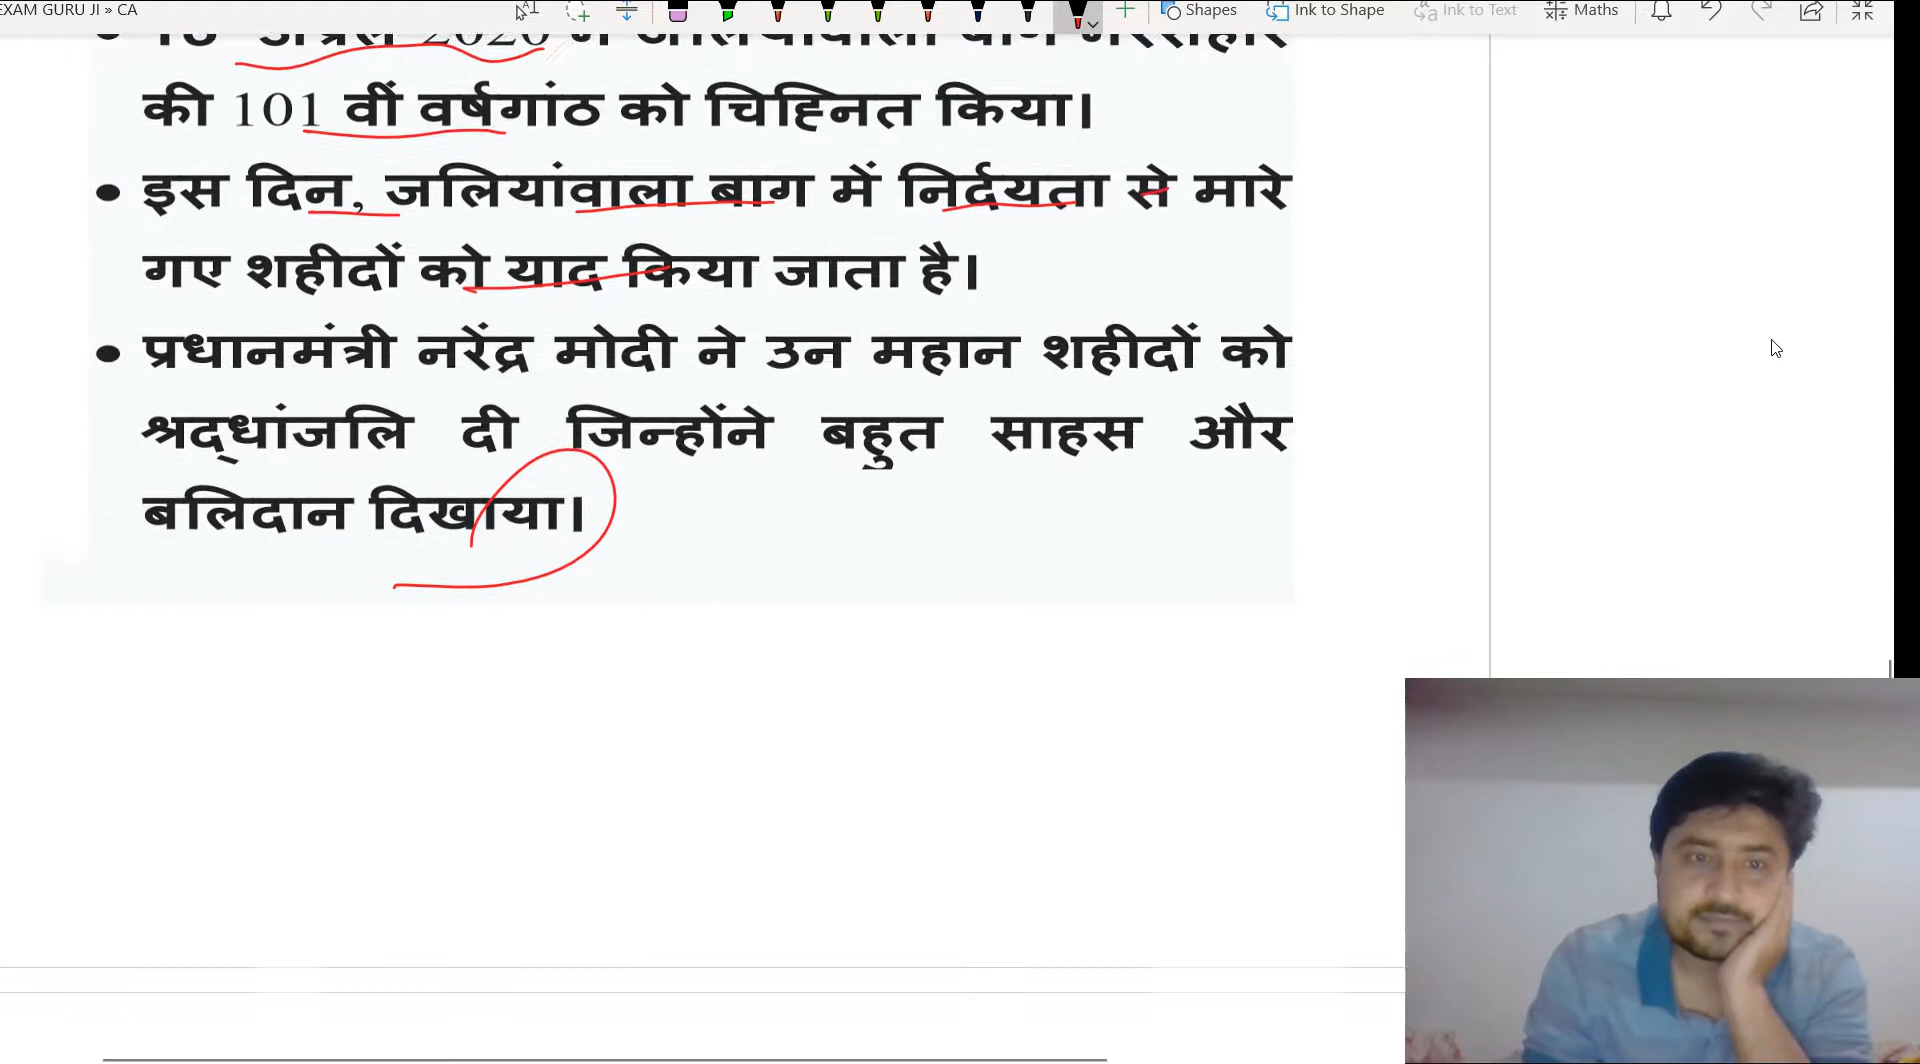 EXAM GURU JI » CA
Shapes Ink to Shape Ink to Text Maths
2020
की 101 वीं वर्षगांठ को चिह्नित किया।
• इस दिन, जलियांवाला बाग में निर्दयता से मारे
गए शहीदों को याद किया जाता है।
• प्रधानमंत्री नरेंद्र मोदी ने उन महान शहीदों को
श्रद्धांजलि दी जिन्होंने बहुत साहस और
बलिदान दिखाया।